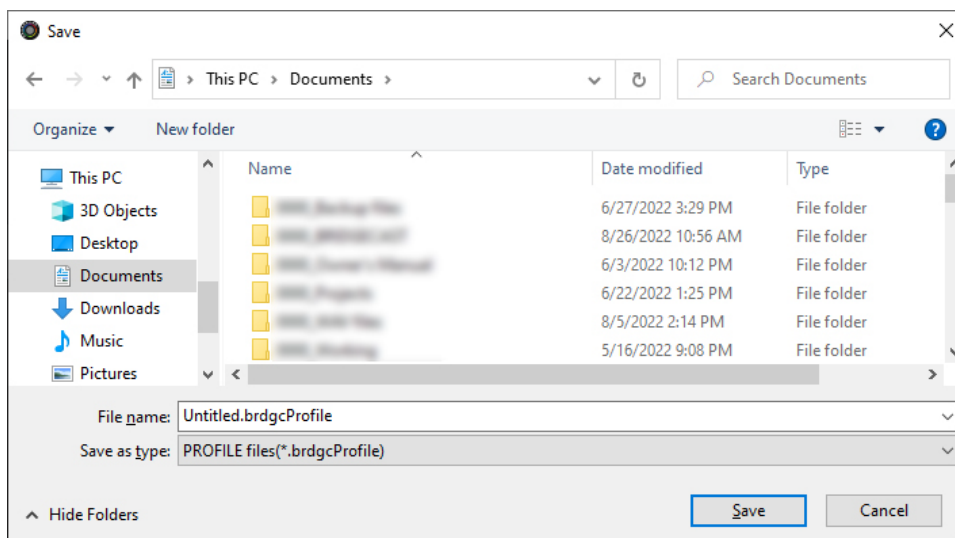 Save
This PC > Documents >
Search Documents
Organize
New folder
Name
Date modified
Type
This PC
3D Objects
Desktop
Documents
Downloads
Music
Pictures
6/27/2022 3:29 PM File folder
8/26/2022 10:56 AM File folder
6/3/2022 10:12 PM File folder
6/22/2022 1:25 PM File folder
8/5/2022 2:14 PM File folder
5/16/2022 9:08 PM File folder
File name: Untitled.brdgcProfile
Save as type: PROFILE files(*.brdgcProfile)
Hide Folders
Save
Cancel